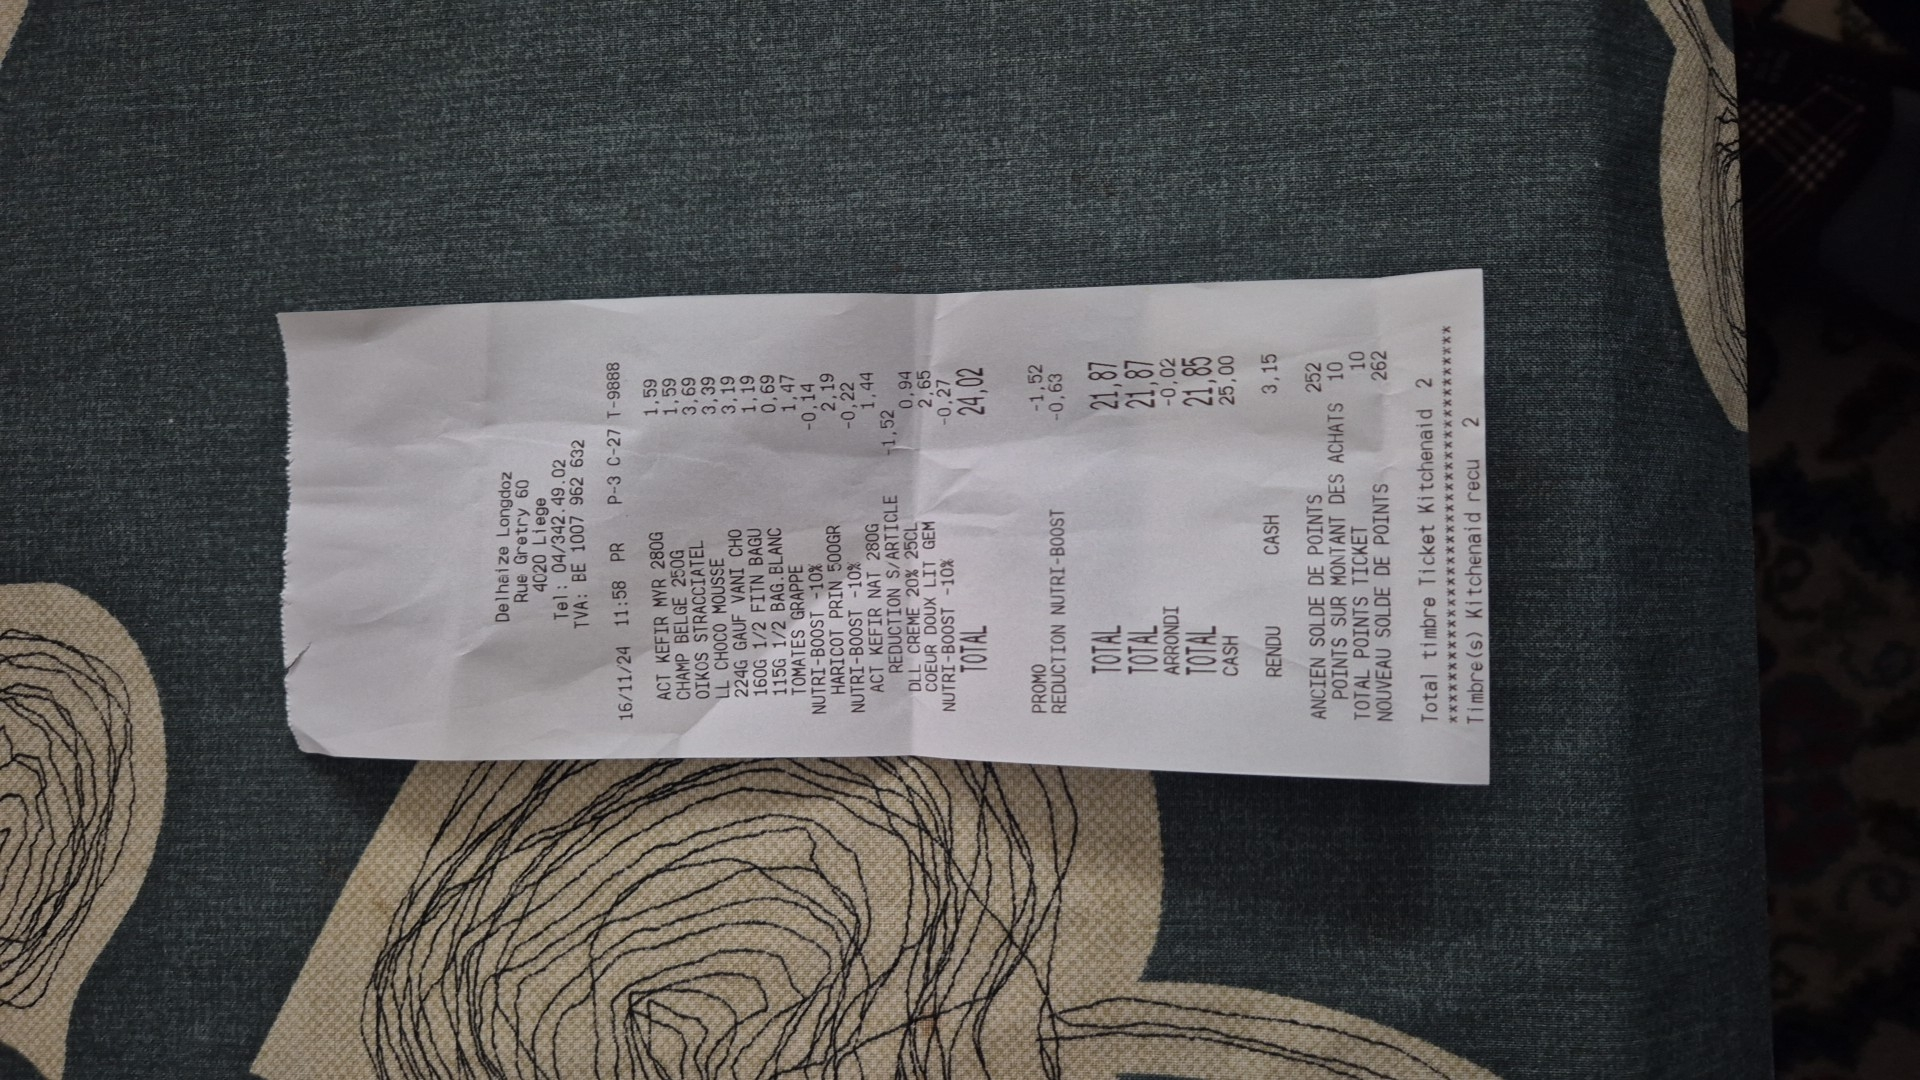 Delhaize Longdoz
Rue Gretry 60
4020 Liege
Tel: 04/342.49.02
TVA: BE 1007 962 632
16/11/24 11:58 PR P-3 C-27 T-9888
ACT KEFIR MYR 280G 1,59
CHAMP BELGE 250G 1,59
OIKOS STRACCIATEL 3,69
LL CHOCO MOUSSE 3,39
224G GAUF VANI CHO 3,19
160G 1/2 FITN BAGU 1,19
115G 1/2 BAG.BLANC 0,69
TOMATES GRAPPE 1,47
NUTRI-BOOST -10% -0,14
HARICOT PRIN 500GR 2,19
NUTRI-BOOST -10% -0,22
ACT KEFIR NAT 280G 1,44
REDUCTION S/ARTICLE -1,52
DLL CREME 20% 25CL 0,94
COEUR DOUX LIT GEM 2,65
NUTRI-BOOST -10% -0,27
TOTAL 24,02
PROMO -1,52
REDUCTION NUTRI-BOOST -0,63
TOTAL 21,87
TOTAL 21,87
ARRONDI -0,02
TOTAL 21,85
CASH 25,00
RENDU CASH 3,15
ANCIEN SOLDE DE POINTS 252
POINTS SUR MONTANT DES ACHATS 10
TOTAL POINTS TICKET 10
NOUVEAU SOLDE DE POINTS 262
Total timbre Ticket Kitchenaid 2
xxxxxxxxxxxxxxxxxxxxxxxxxxxxxxxxxxxxxx
Timbre(s) Kitchenaid recu 2